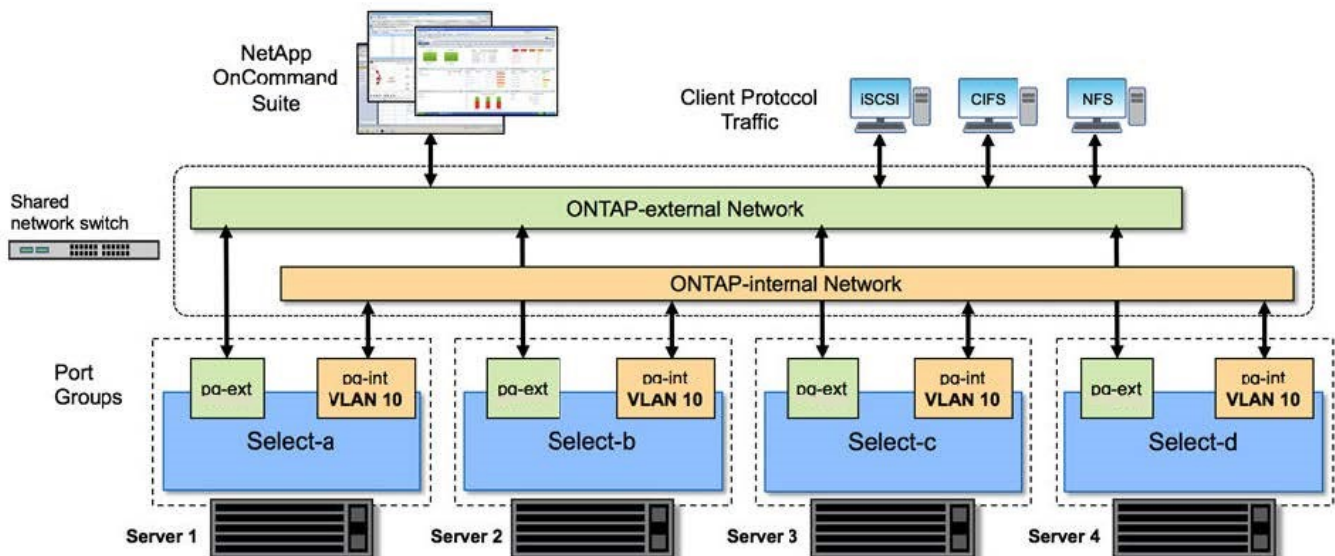 NetApp
OnCommand
Suite
Client Protocol
Traffic
iSCSI
CIFS
NFS
Shared
network switch
ONTAP-external Network
ONTAP-internal Network
Port
Groups
pg-ext
pg-int
VLAN 10
Select-a
pg-ext
pg-int
VLAN 10
Select-b
pg-ext
pg-int
VLAN 10
Select-c
pg-ext
pg-int
VLAN 10
Select-d
Server 1
Server 2
Server 3
Server 4